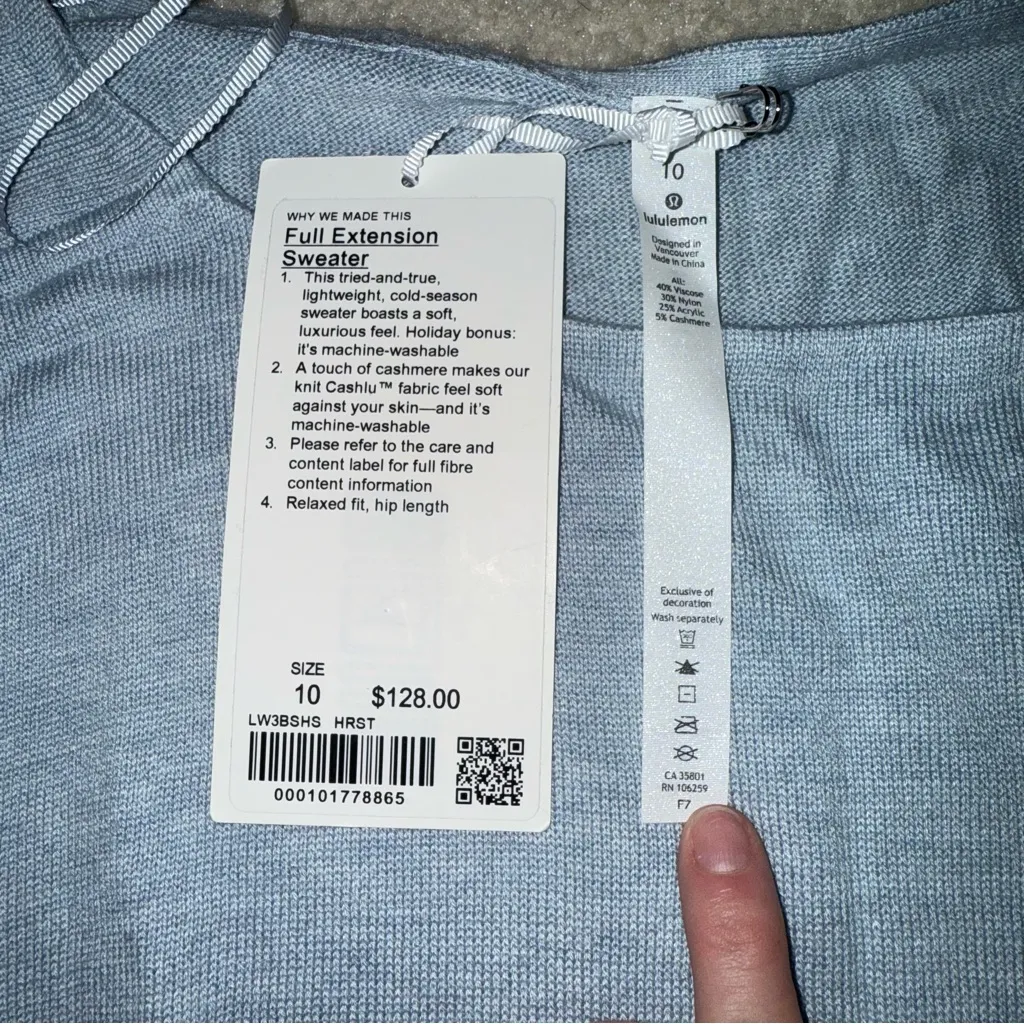 WHY WE MADE THIS
Full Extension
Sweater
1. This tried-and-true,
lightweight, cold-season
sweater boasts a soft,
luxurious feel. Holiday bonus:
it's machine-washable
2. A touch of cashmere makes our
knit Cashlu™ fabric feel soft
against your skin—and it's
machine-washable
3. Please refer to the care and
content label for full fibre
content information
4. Relaxed fit, hip length
SIZE
10 $128.00
LW3BSHS HRST
000101778865
10
lululemon
Designed in
Vancouver
Made in China
All:
40% Viscose
30% Nylon
25% Acrylic
5% Cashmere
Exclusive of
decoration
Wash separately
CA 35801
RN 106259
F7